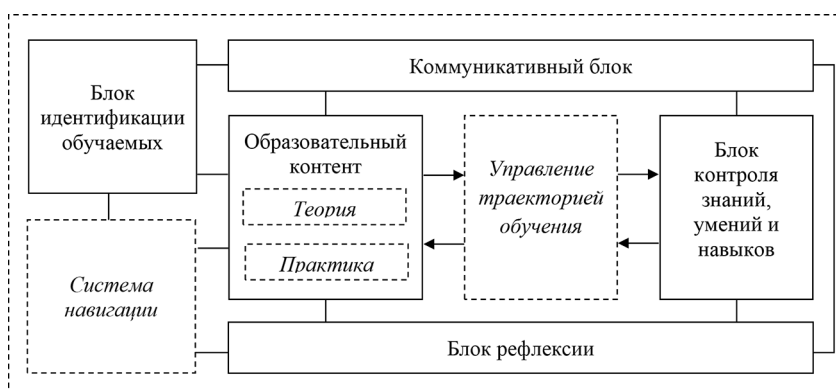 Блок
идентификации
обучаемых
Коммуникативный блок
Образовательный
контент
Теория
Практика
Управление
траекторией
обучения
Блок
контроля
знаний,
умений и
навыков
Система
навигации
Блок рефлексии